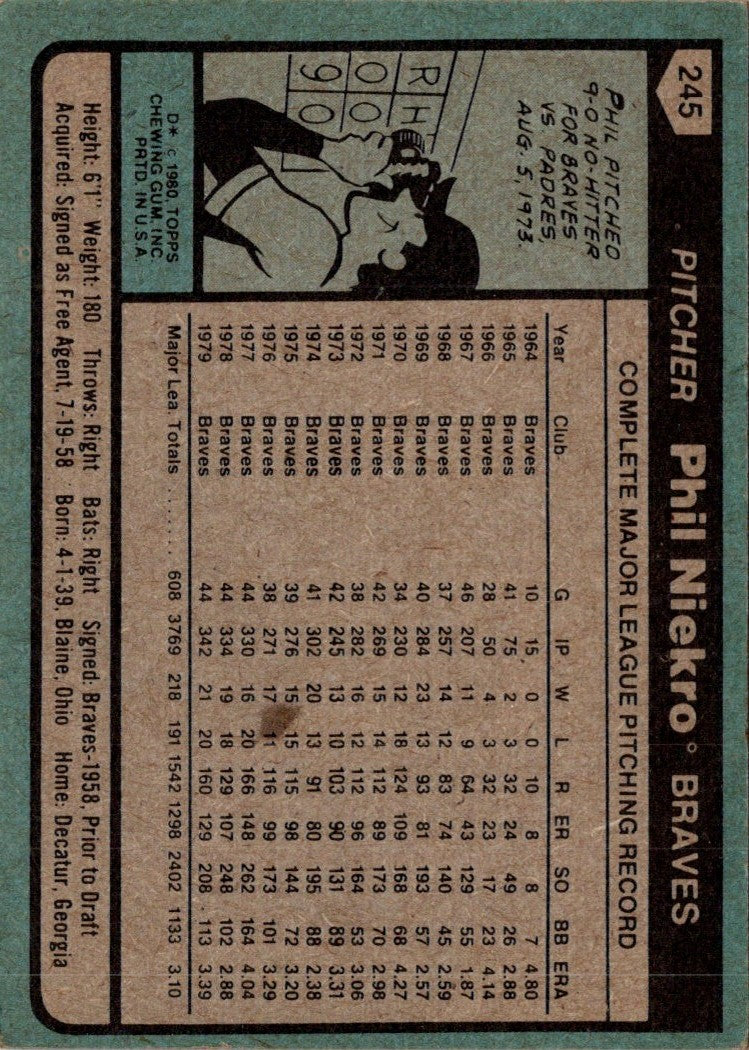 245
PITCHER Phil Niekro° BRAVES
PHIL PITCHED
9-0 NO-HITTER
FOR BRAVES
VS. PADRES,
AUG. 5, 1973.
R H
0 0
9 0
D* © 1980 TOPPS
CHEWING GUM, INC.
PRTD. IN U.S.A.
COMPLETE MAJOR LEAGUE PITCHING RECORD
Year Club G IP W L R ER SO BB ERA
1964 Braves 10 15 0 0 10 8 8 7 4.80
1965 Braves 41 75 2 3 32 24 49 26 2.88
1966 Braves 28 50 4 3 32 23 17 23 4.14
1967 Braves 46 207 11 9 64 43 129 55 1.87
1968 Braves 37 257 14 12 83 74 140 45 2.59
1969 Braves 40 284 23 13 93 81 193 57 2.57
1970 Braves 34 230 12 18 124 109 168 68 4.27
1971 Braves 42 269 15 14 112 89 173 70 2.98
1972 Braves 38 282 16 12 112 96 164 53 3.06
1973 Braves 42 245 13 10 103 90 131 89 3.31
1974 Braves 41 302 20 13 91 80 195 88 2.38
1975 Braves 39 276 15 15 115 98 144 72 3.20
1976 Braves 38 271 17 11 116 99 173 101 3.29
1977 Braves 44 330 16 20 166 148 262 164 4.04
1978 Braves 44 334 19 18 129 107 248 102 2.88
1979 Braves 44 342 21 20 160 129 208 113 3.39
Major Lea. Totals ........ 608 3769 218 191 1542 1298 2402 1133 3.10
Height: 6'1" Weight: 180 Throws: Right Bats: Right Signed: Braves-1958, Prior to Draft
Acquired: Signed as Free Agent, 7-19-58 Born: 4-1-39, Blaine, Ohio Home: Decatur, Georgia